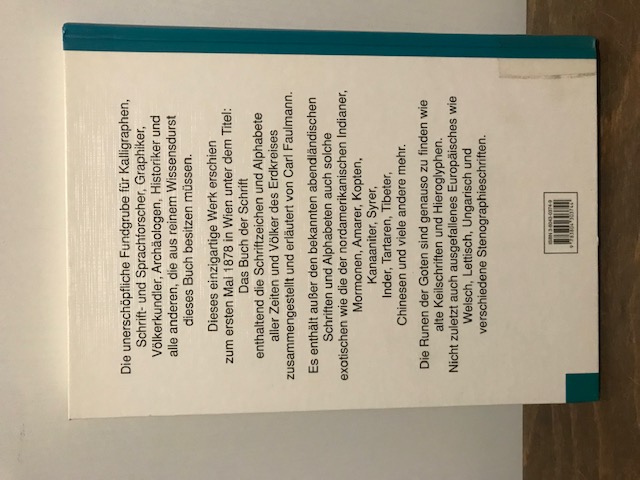 Die unerschöpfliche Fundgrube für Kalligraphen,
Schrift- und Sprachforscher, Graphiker,
Völkerkundler, Archäologen, Historiker und
alle anderen, die aus reinem Wissensdurst
dieses Buch besitzen müssen.
Dieses einzigartige Werk erschien
zum ersten Mal 1878 in Wien unter dem Titel:
Das Buch der Schrift
enthaltend die Schriftzeichen und Alphabete
aller Zeiten und Völker des Erdkreises
zusammengestellt und erläutert von Carl Faulmann.
Es enthält außer den bekannten abendländischen
Schriften und Alphabeten auch solche
exotischen wie die der nordamerikanischen Indianer,
Mormonen, Amarer, Kopten,
Kanaaniter, Syrer,
Inder, Tartaren, Tibeter,
Chinesen und viele andere mehr.
Die Runen der Goten sind genauso zu finden wie
alte Keilschriften und Hieroglyphen.
Nicht zuletzt auch ausgefallenes Europäisches wie
Welsch, Lettisch, Ungarisch und
verschiedene Stenographieschriften.